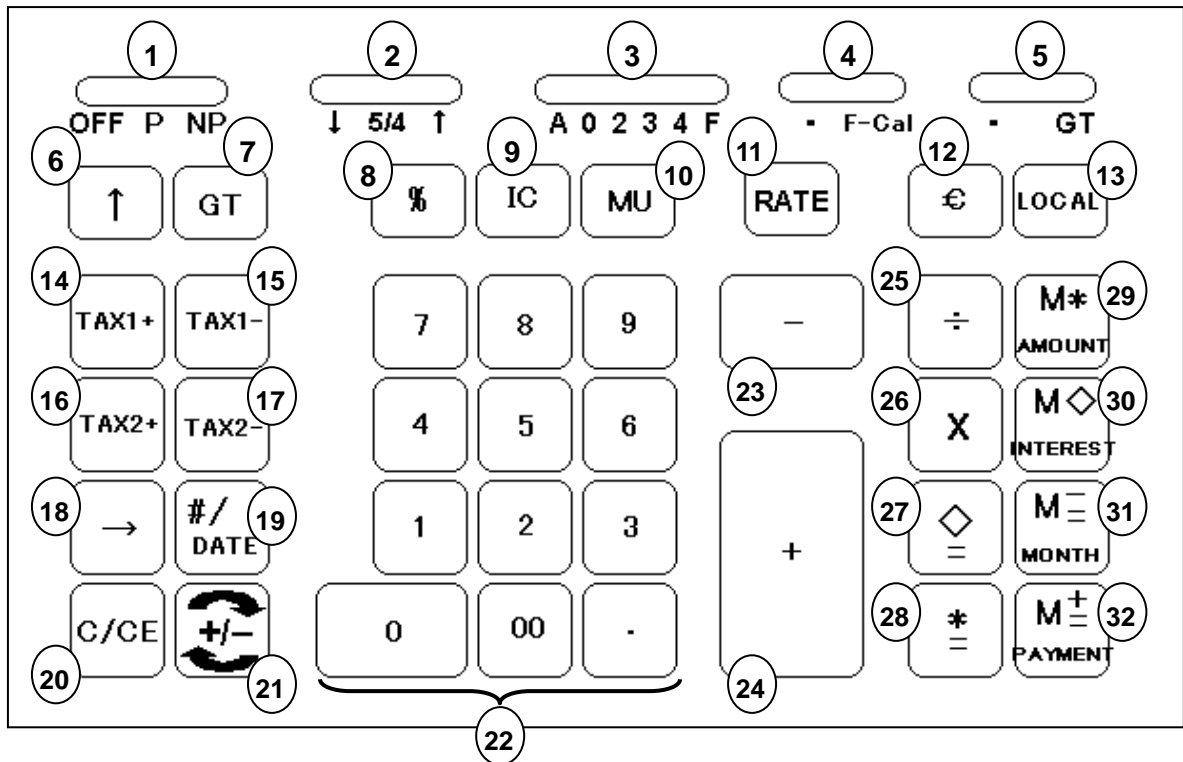 1 2 3 4 5
OFF P NP ↓ 5/4 ↑ A 0 2 3 4 F · F-Cal · GT
6 7 8 9 10 11 12 13
↑ GT % IC MU RATE € LOCAL
14 15 25 29
TAX1+ TAX1- 7 8 9 - ÷ M*
AMOUNT
16 17 23 26 30
TAX2+ TAX2- 4 5 6 X M◇
INTEREST
18 19 27 31
→ #/ 1 2 3 + ◇ M-
DATE = =
MONTH
28 32
C/CE +/- 0 00 . * M+
= =
PAYMENT
20 21 24
22